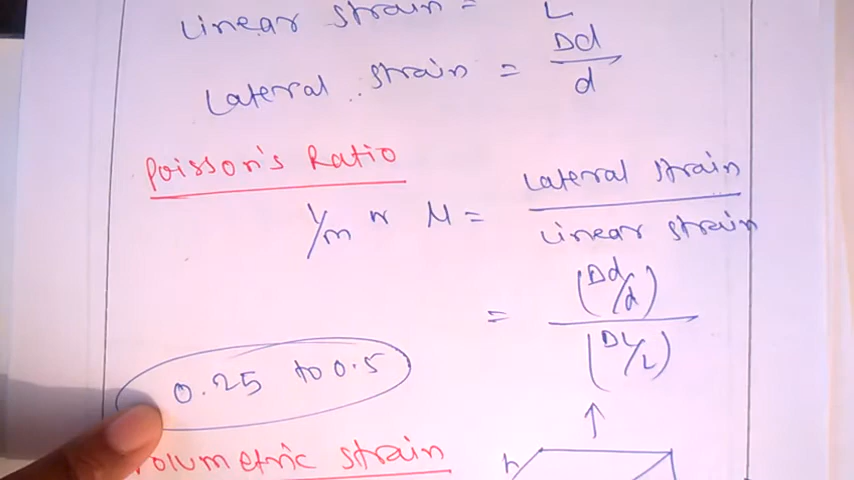 Linear strain = L
Lateral strain = Dd/d
Poisson's Ratio
1/m or μ = Lateral strain / Linear strain
= (Dd/d) / (DL/L)
0.25 to 0.5
Volumetric strain
h